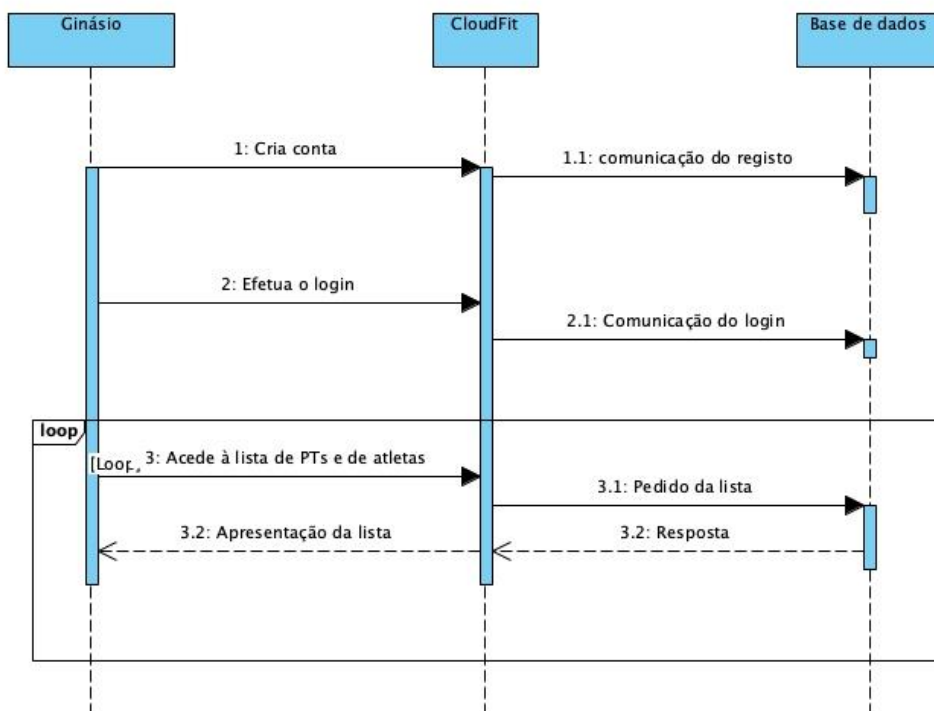 Ginásio
CloudFit
Base de dados
1: Cria conta
1.1: comunicação do registo
2: Efetua o login
2.1: Comunicação do login
loop
[Loop
3: Acede à lista de PTs e de atletas
3.1: Pedido da lista
3.2: Apresentação da lista
3.2: Resposta